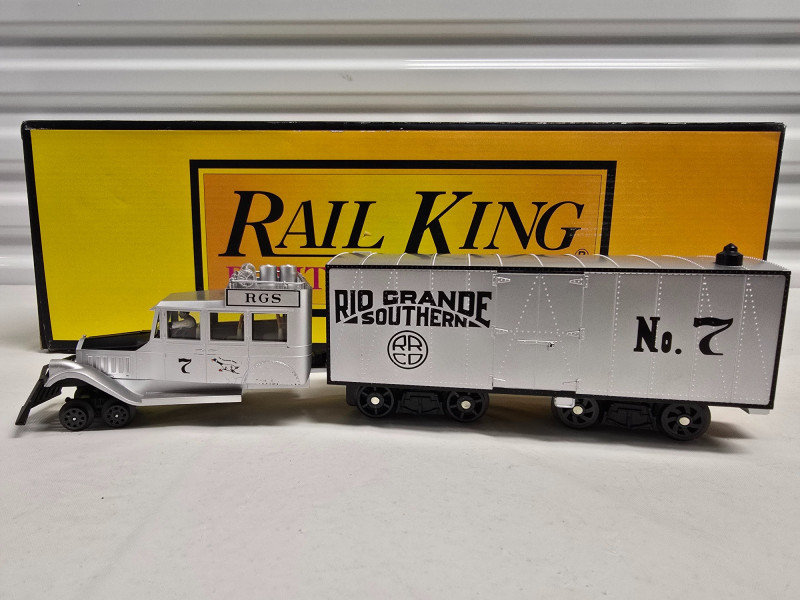 RAIL KING®
RGS
RIO GRANDE
SOUTHERN
No. 7
7